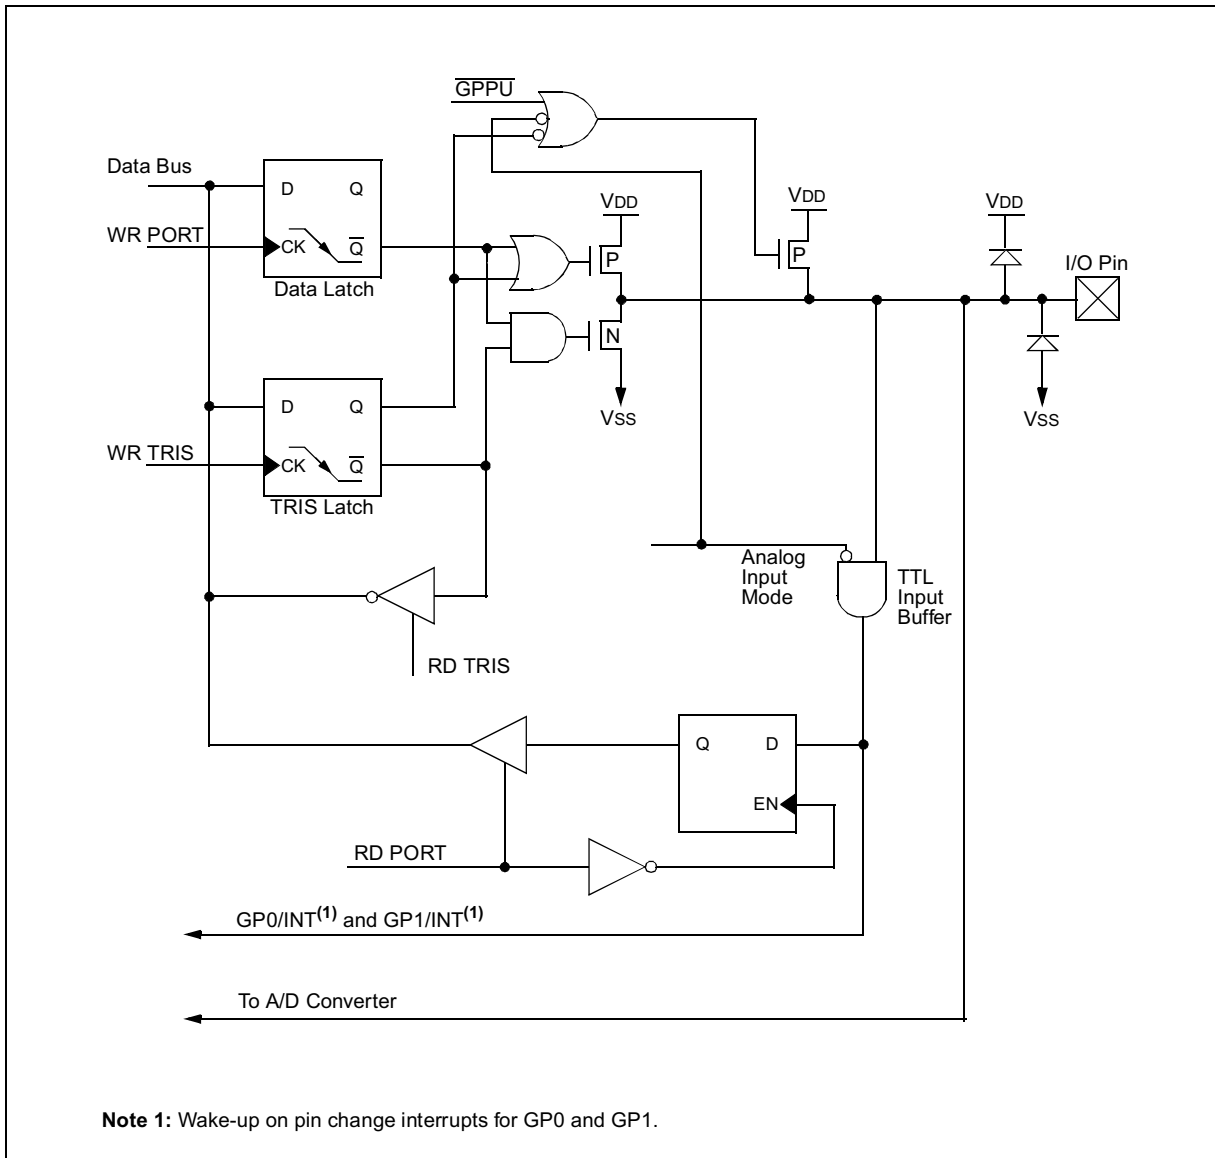 GPPU
Data Bus
D Q
VDD
VDD
VDD
WR PORT
CK Q
P
P
I/O Pin
Data Latch
N
D Q
VSS
VSS
WR TRIS
CK Q
TRIS Latch
Analog
Input
Mode
TTL
Input
Buffer
RD TRIS
Q D
EN
RD PORT
GP0/INT(1) and GP1/INT(1)
To A/D Converter
Note 1: Wake-up on pin change interrupts for GP0 and GP1.